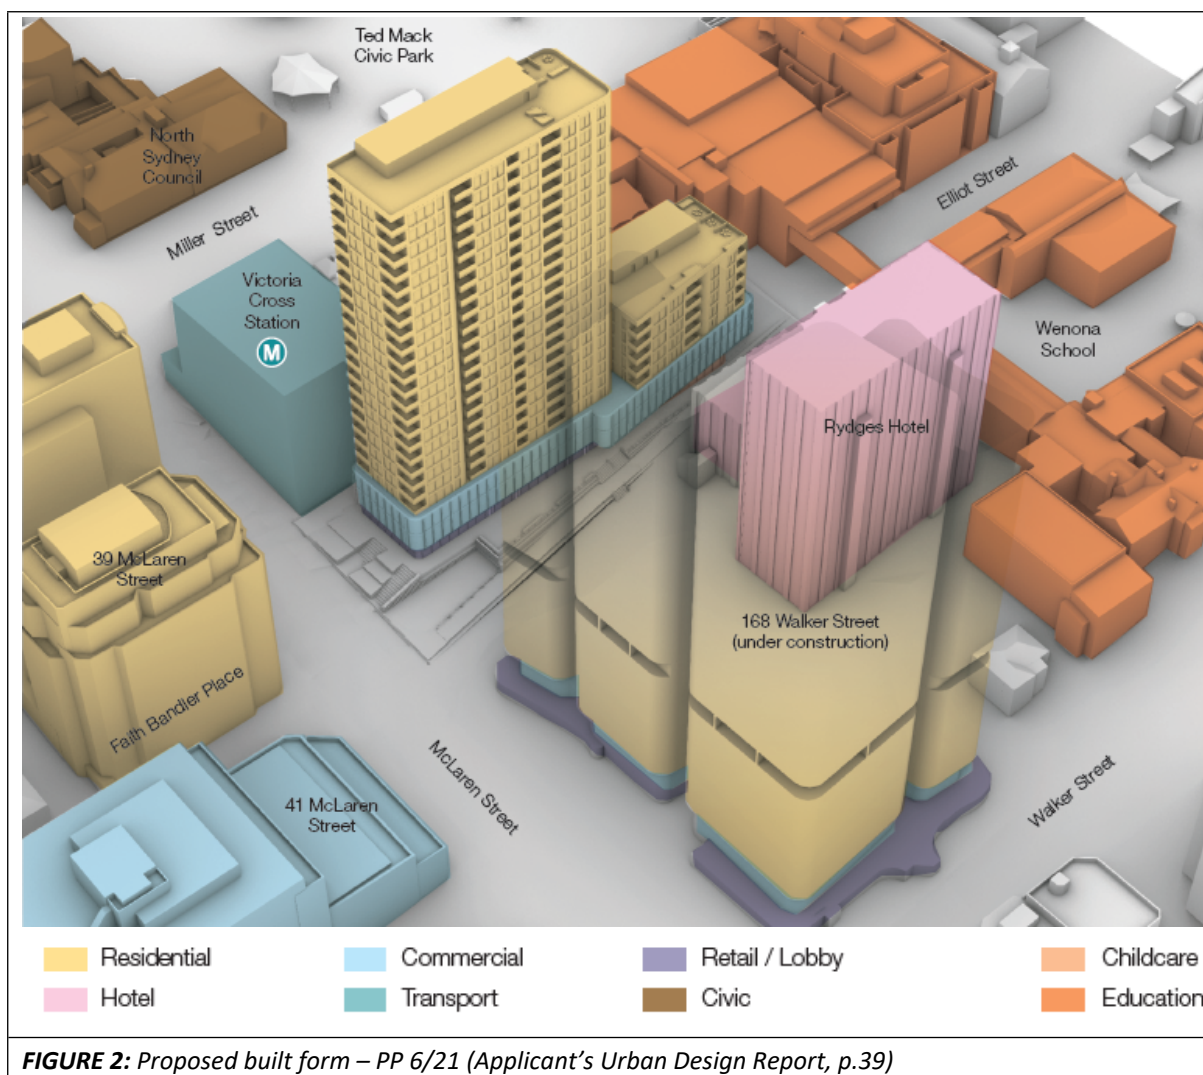 Ted Mack
Civic Park
North
Sydney
Council
Elliot Street
Miller Street
Victoria
Cross
Station
M
Wenona
School
Rydges Hotel
39 McLaren
Street
168 Walker Street
(under construction)
Faith Bandler Place
McLaren Street
41 McLaren
Street
Walker Street
Residential
Commercial
Retail / Lobby
Childcare
Hotel
Transport
Civic
Education
FIGURE 2: Proposed built form – PP 6/21 (Applicant's Urban Design Report, p.39)